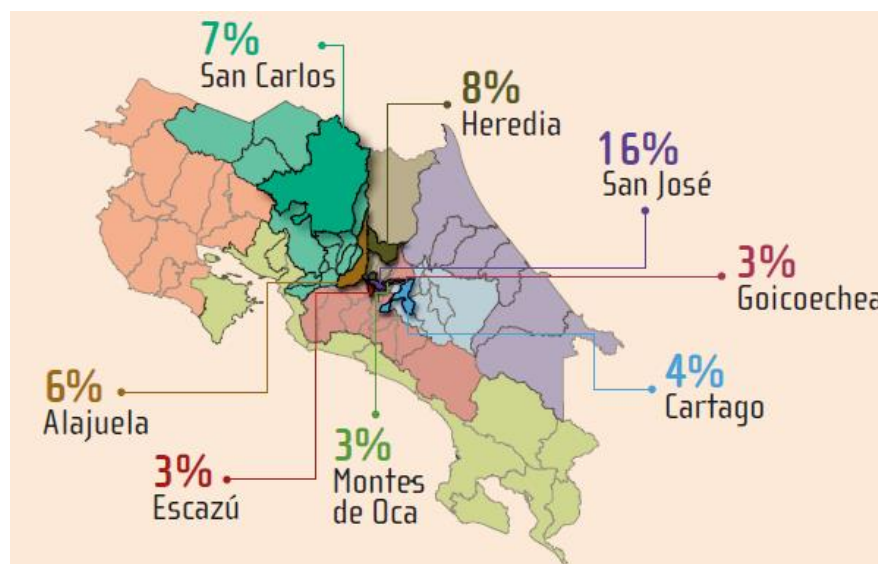 7%
San Carlos
8%
Heredia
16%
San José
3%
Goicoechea
4%
Cartago
6%
Alajuela
3%
Escazú
3%
Montes
de Oca